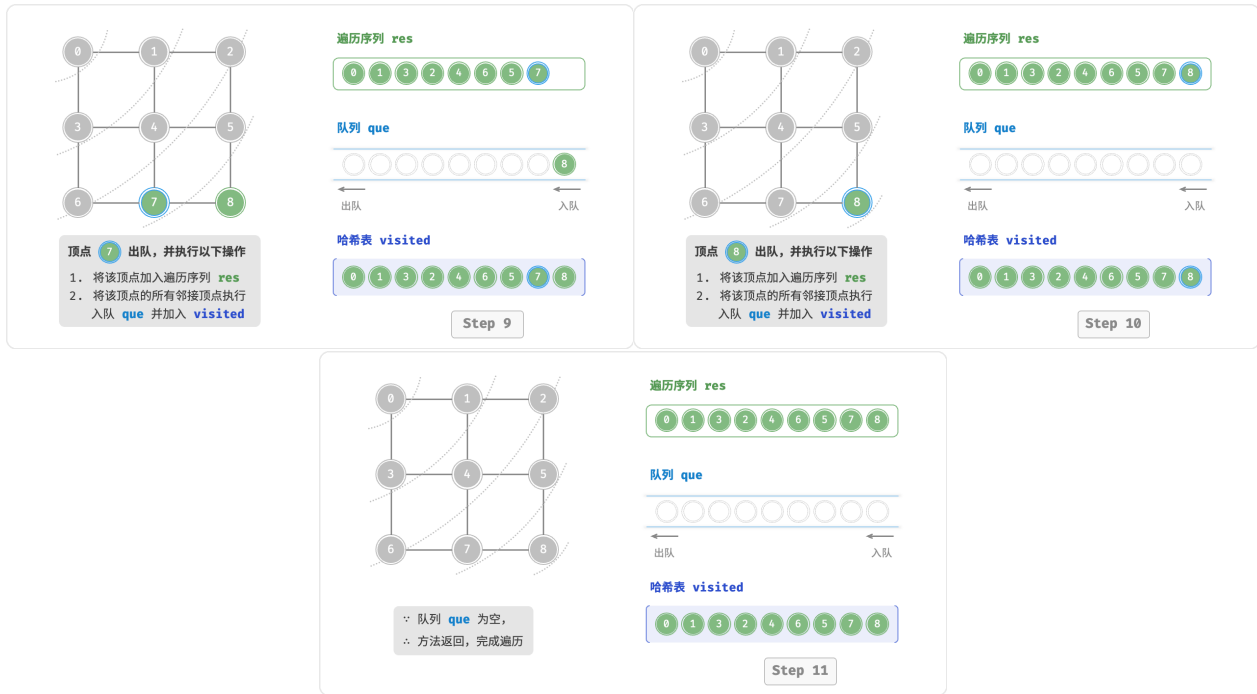 0 1 2
3 4 5
6 7 8
顶点 7 出队，并执行以下操作
1. 将该顶点加入遍历序列 res
2. 将该顶点的所有邻接顶点执行
入队 que 并加入 visited
遍历序列 res
0 1 3 2 4 6 5 7
队列 que
8
出队 入队
哈希表 visited
0 1 3 2 4 6 5 7 8
Step 9
0 1 2
3 4 5
6 7 8
顶点 8 出队，并执行以下操作
1. 将该顶点加入遍历序列 res
2. 将该顶点的所有邻接顶点执行
入队 que 并加入 visited
遍历序列 res
0 1 3 2 4 6 5 7 8
队列 que
出队 入队
哈希表 visited
0 1 3 2 4 6 5 7 8
Step 10
0 1 2
3 4 5
6 7 8
∵ 队列 que 为空，
∴ 方法返回，完成遍历
遍历序列 res
0 1 3 2 4 6 5 7 8
队列 que
出队 入队
哈希表 visited
0 1 3 2 4 6 5 7 8
Step 11